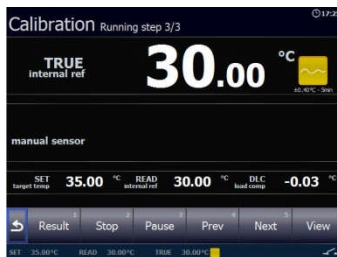 Calibration Running step 3/3
17:2
TRUE
internal ref
30.00 °C
±0.40°C - 5min
manual sensor
SET
target temp
35.00 °C
READ
internal ref
30.00 °C
DLC
load comp
-0.03 °C
1 Result
2 Stop
3 Pause
4 Prev
5 Next
View
SET 35.00°C READ 30.00°C TRUE 30.00°C